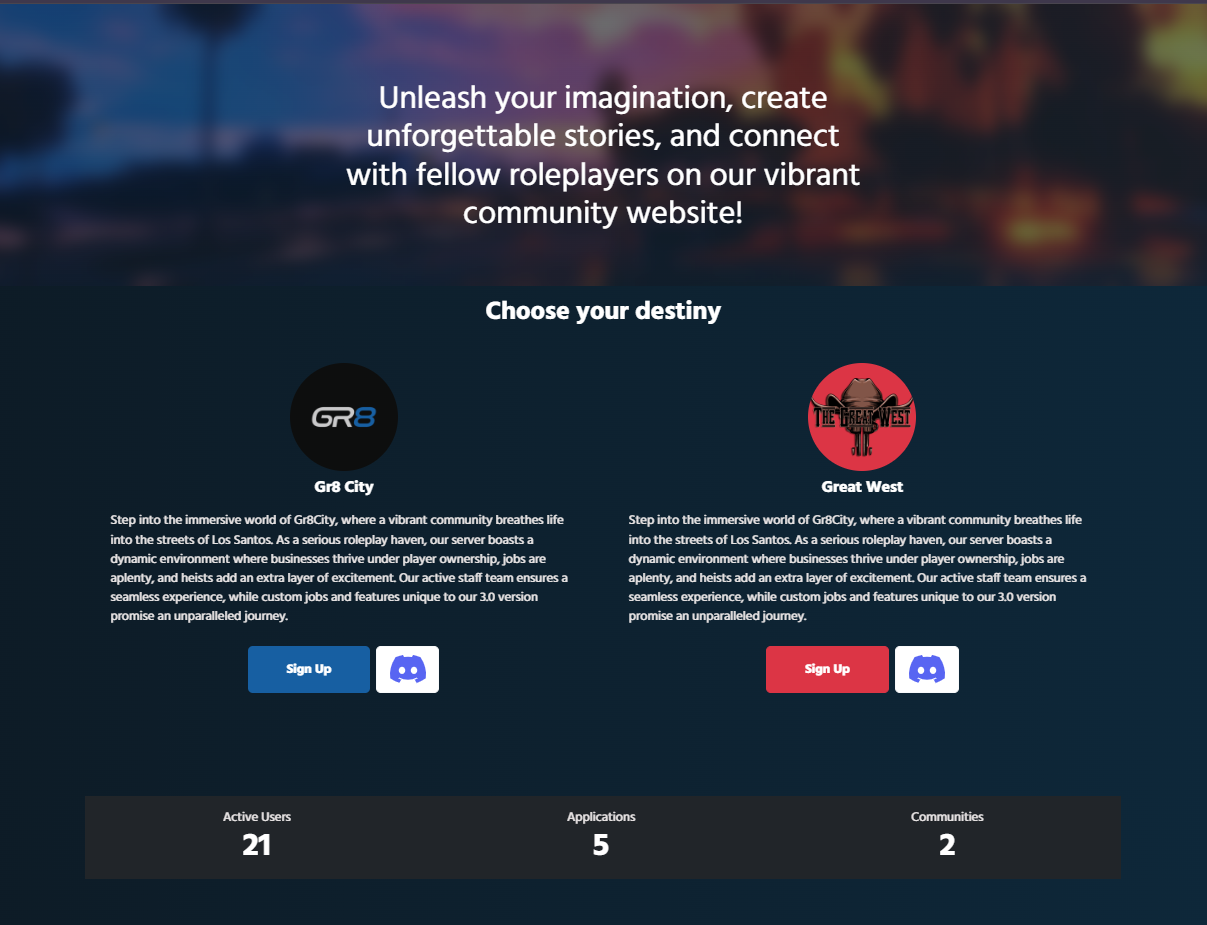 Unleash your imagination, create
unforgettable stories, and connect
with fellow roleplayers on our vibrant
community website!
Choose your destiny
GR8
Gr8 City
Step into the immersive world of Gr8City, where a vibrant community breathes life
into the streets of Los Santos. As a serious roleplay haven, our server boasts a
dynamic environment where businesses thrive under player ownership, jobs are
aplenty, and heists add an extra layer of excitement. Our active staff team ensures a
seamless experience, while custom jobs and features unique to our 3.0 version
promise an unparalleled journey.
Sign Up
THE GREAT WEST
Great West
Step into the immersive world of Gr8City, where a vibrant community breathes life
into the streets of Los Santos. As a serious roleplay haven, our server boasts a
dynamic environment where businesses thrive under player ownership, jobs are
aplenty, and heists add an extra layer of excitement. Our active staff team ensures a
seamless experience, while custom jobs and features unique to our 3.0 version
promise an unparalleled journey.
Sign Up
Active Users
21
Applications
5
Communities
2